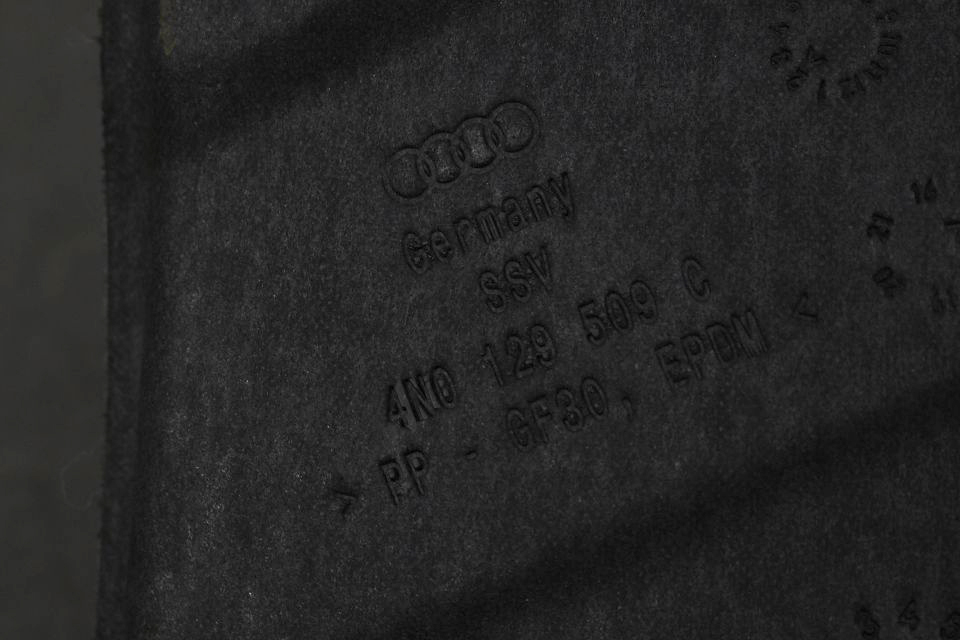 Germany
SSV
4N0 129 509 C
> PP - GF30, EPDM <